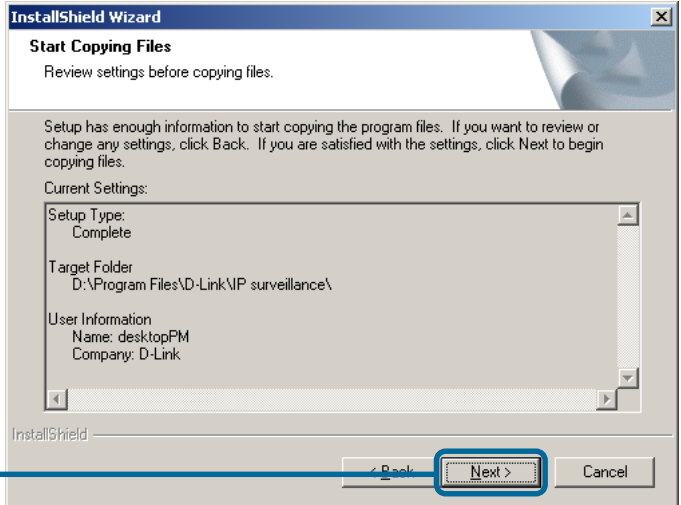 InstallShield Wizard
Start Copying Files
Review settings before copying files.
Setup has enough information to start copying the program files. If you want to review or
change any settings, click Back. If you are satisfied with the settings, click Next to begin
copying files.
Current Settings:
Setup Type:
Complete
Target Folder
D:\Program Files\D-Link\IP surveillance\
User Information
Name: desktopPM
Company: D-Link
InstallShield
< Back
Next >
Cancel